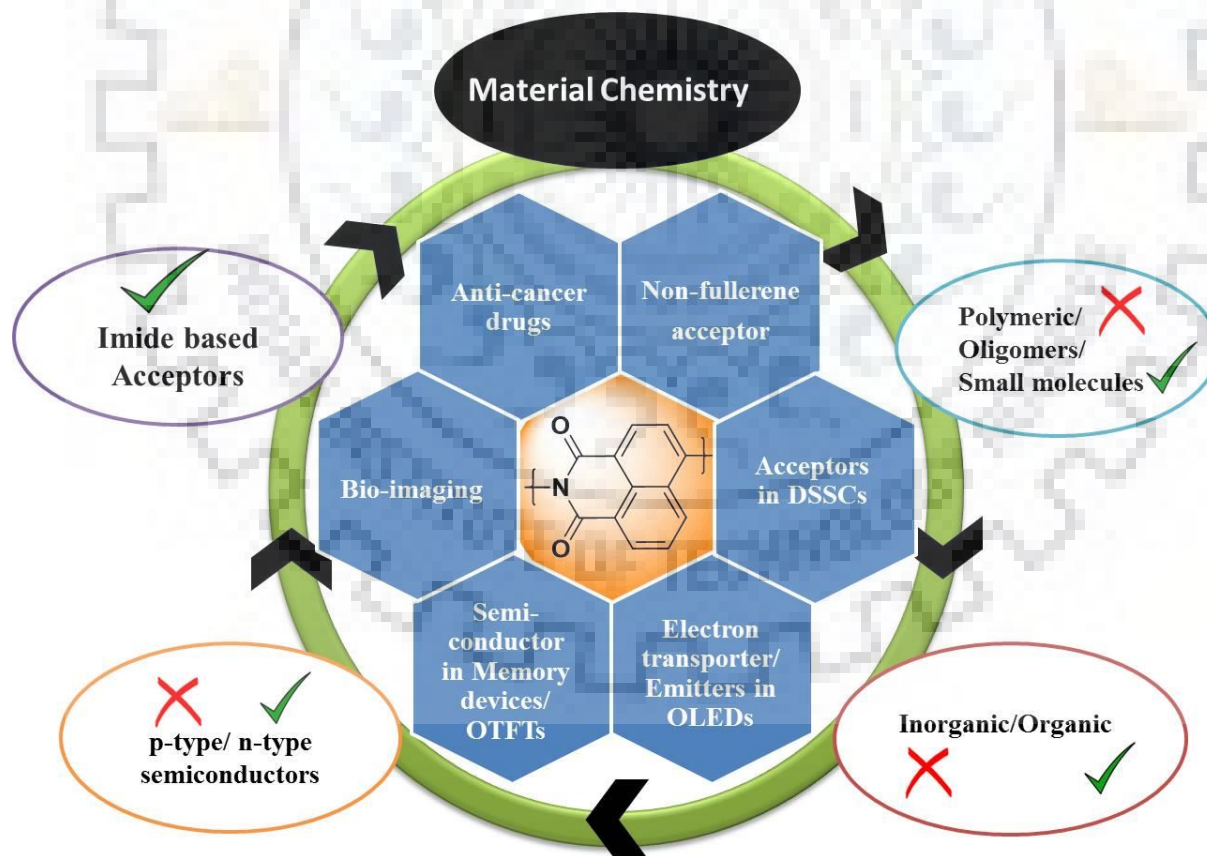 Material Chemistry
Anti-cancer
drugs
Non-fullerene
acceptor
Imide based
Acceptors
Polymeric/
Oligomers/
Small molecules
Bio-imaging
O
N
O
Acceptors
in DSSCs
Semi-
conductor
in Memory
devices/
OTFTs
Electron
transporter/
Emitters in
OLEDs
p-type/ n-type
semiconductors
Inorganic/Organic